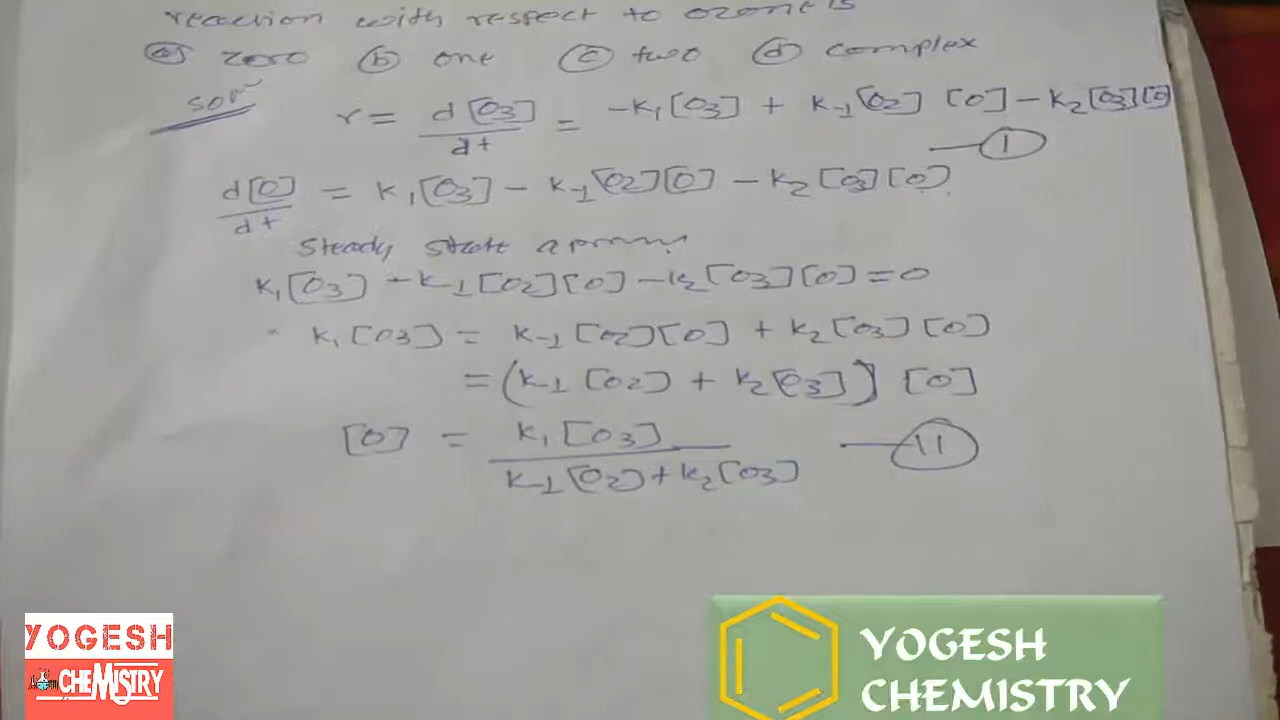 reaction with respect to ozone is
(a) zero (b) one (c) two (d) complex
sol^n
r = d[O3]/dt = -K1[O3] + K-1[O2] [O] - K2[O3][O] — (1)
d[O]/dt = K1[O3] - K-1[O2][O] - K2[O3][O]
Steady state
K1[O3] - K-1[O2][O] - K2[O3][O] = 0
K1[O3] = K-1[O2][O] + K2[O3][O]
= (K-1[O2] + K2[O3]) [O]
[O] = K1[O3] / K-1[O2] + K2[O3] — (11)
YOGESH
CHEMISTRY
YOGESH
CHEMISTRY